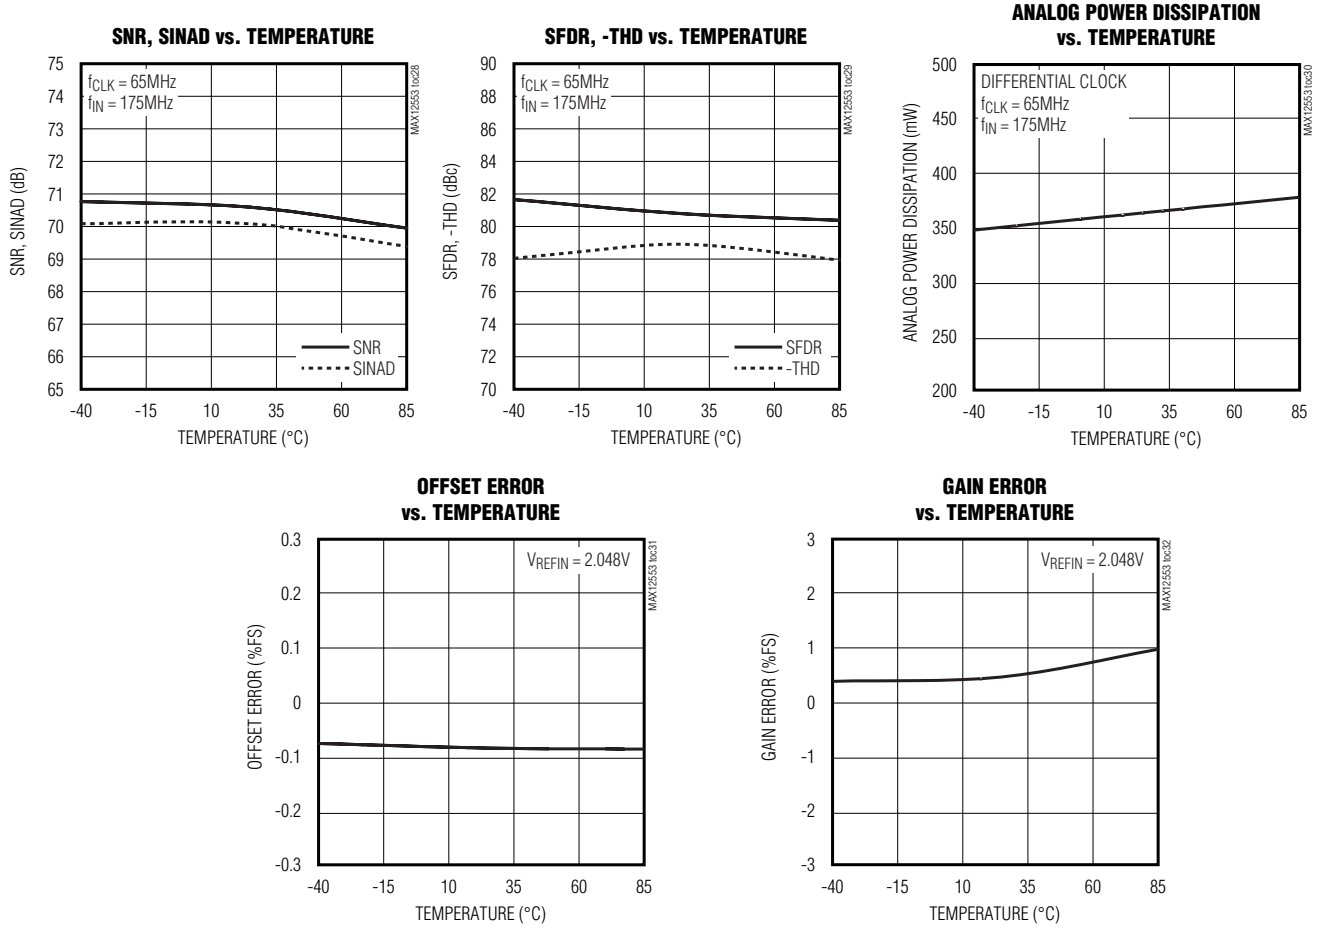 SNR, SINAD vs. TEMPERATURE
75
74
73
72
71
70
69
68
67
66
65
SNR, SINAD (dB)
fCLK = 65MHz
fIN = 175MHz
SNR
SINAD
MAX12553 toc28
-40 -15 10 35 60 85
TEMPERATURE (°C)
SFDR, -THD vs. TEMPERATURE
90
88
86
84
82
80
78
76
74
72
70
SFDR, -THD (dBc)
fCLK = 65MHz
fIN = 175MHz
SFDR
-THD
MAX12553 toc29
-40 -15 10 35 60 85
TEMPERATURE (°C)
ANALOG POWER DISSIPATION
vs. TEMPERATURE
500
450
400
350
300
250
200
ANALOG POWER DISSIPATION (mW)
DIFFERENTIAL CLOCK
fCLK = 65MHz
fIN = 175MHz
MAX12553 toc30
-40 -15 10 35 60 85
TEMPERATURE (°C)
OFFSET ERROR
vs. TEMPERATURE
0.3
0.2
0.1
0
-0.1
-0.2
-0.3
OFFSET ERROR (%FS)
VREFIN = 2.048V
MAX12553 toc31
-40 -15 10 35 60 85
TEMPERATURE (°C)
GAIN ERROR
vs. TEMPERATURE
3
2
1
0
-1
-2
-3
GAIN ERROR (%FS)
VREFIN = 2.048V
MAX12553 toc32
-40 -15 10 35 60 85
TEMPERATURE (°C)